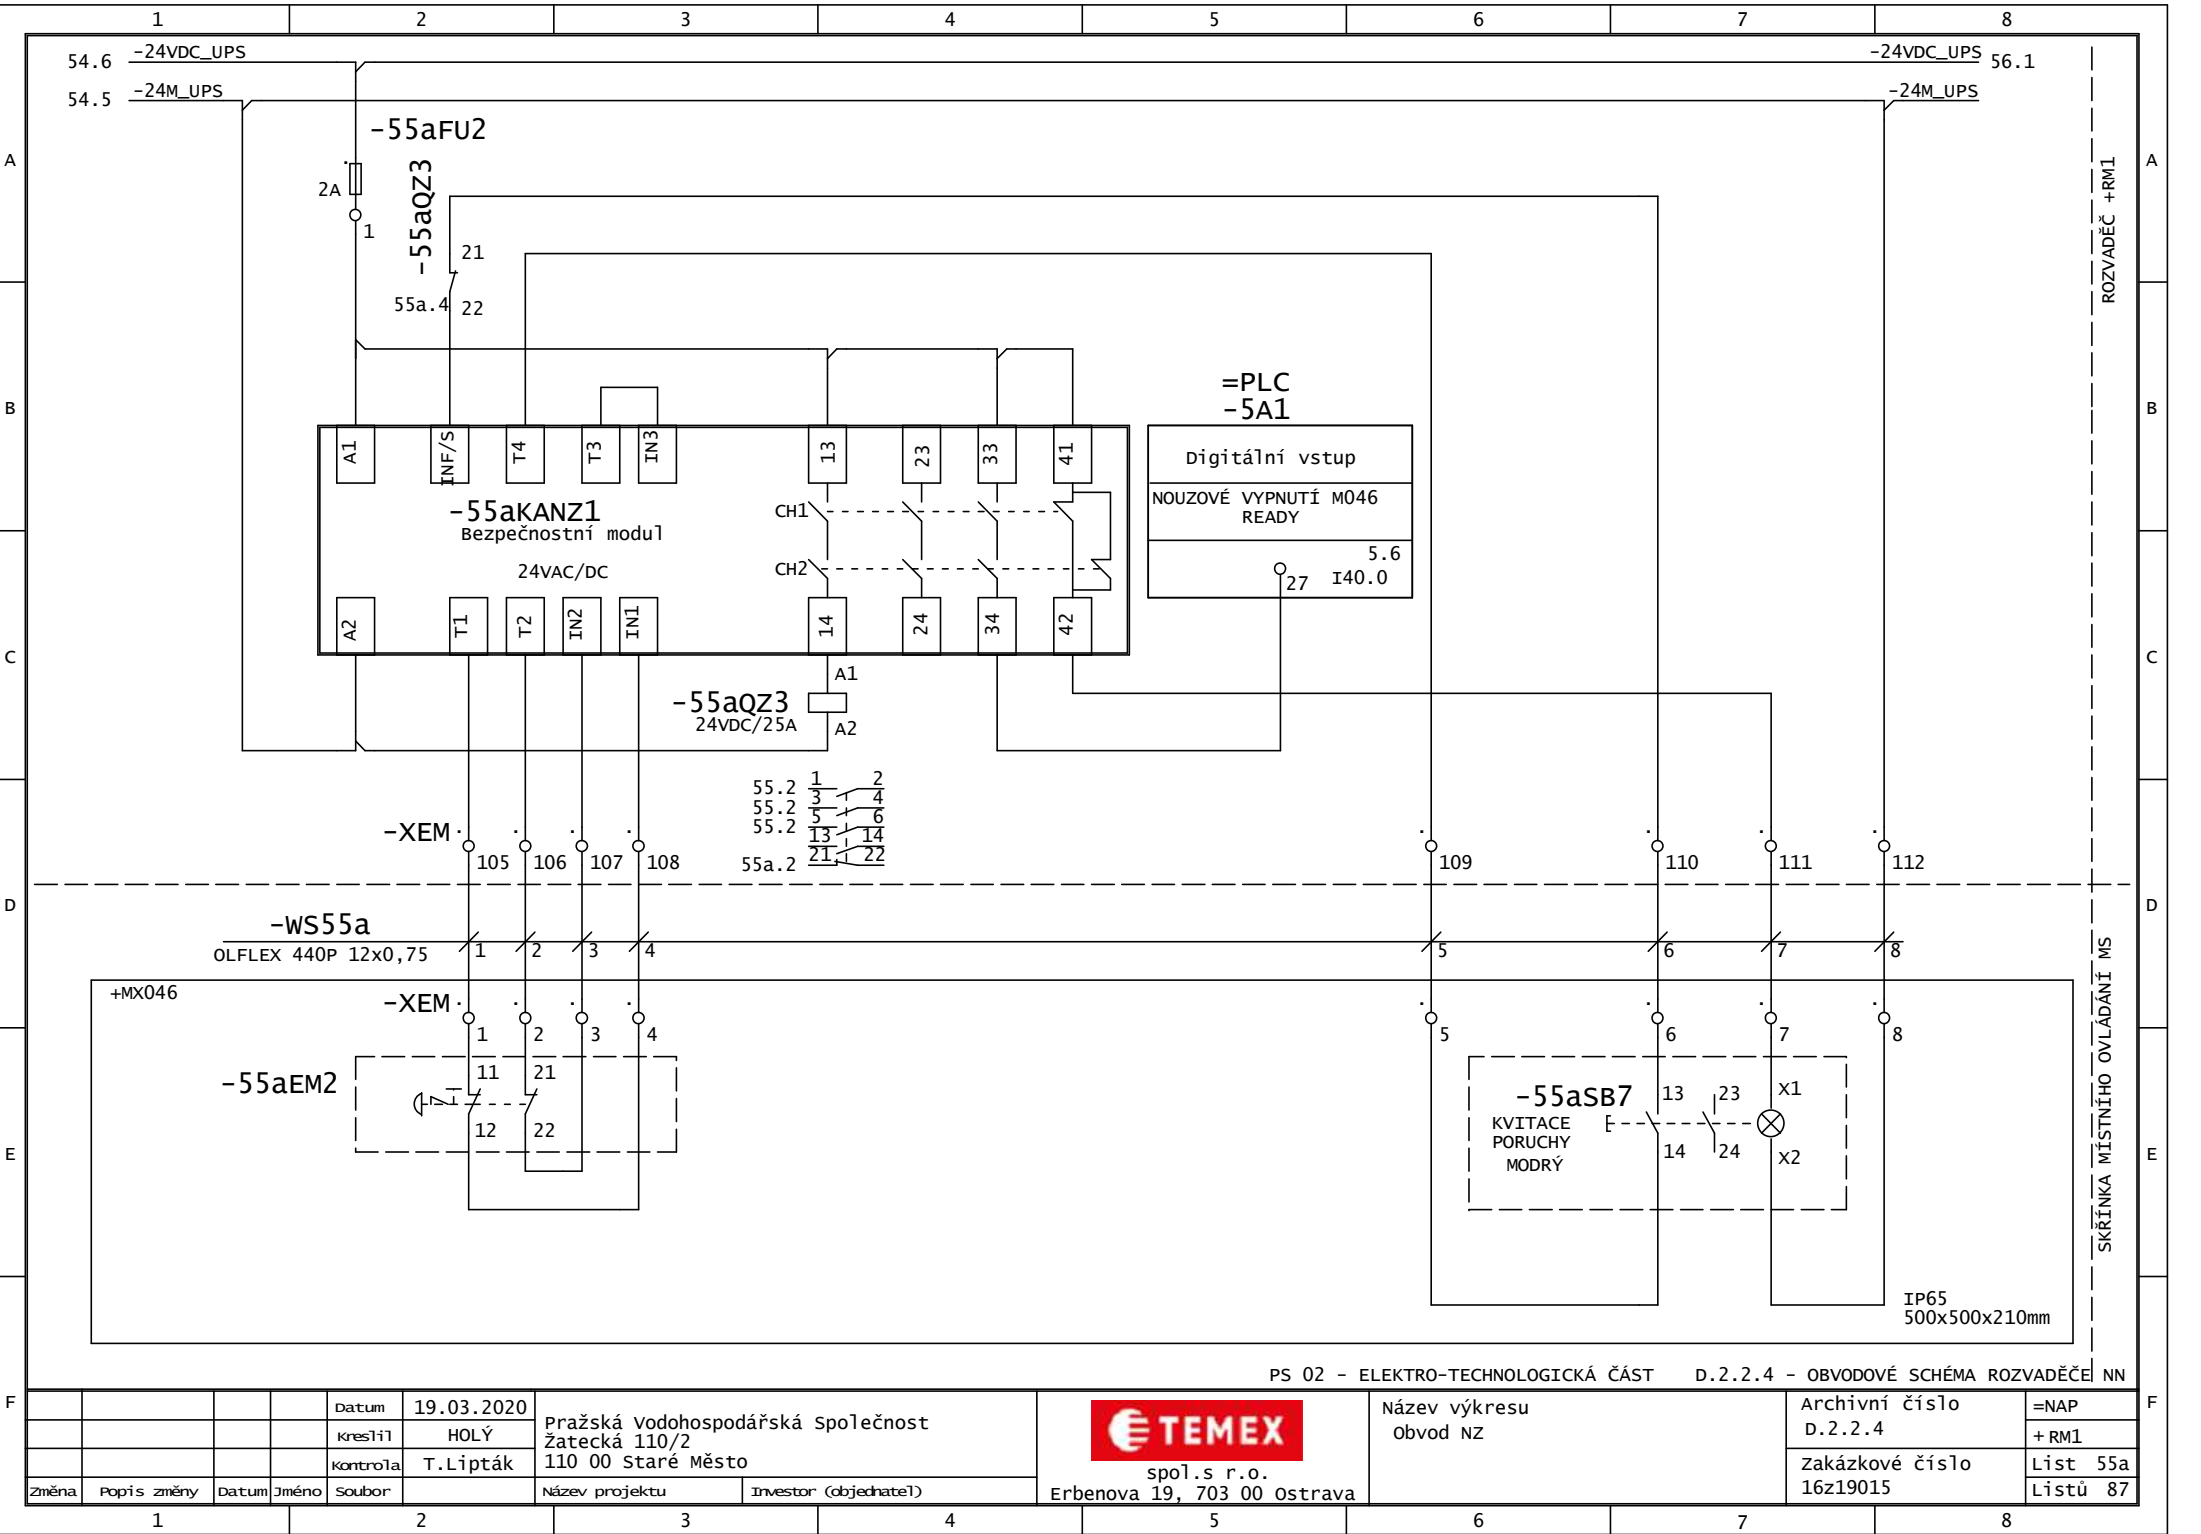 1 2 3 4 5 6 7 8
54.6 -24VDC_UPS
-24VDC_UPS 56.1
54.5 -24M_UPS
-24M_UPS
-55aFU2
2A
1
-55aQZ3
21
55a.4 22
A
A
B
B
C
C
D
D
E
E
F
F
ROZVADĚČ +RM1
SKŘÍNKA MÍSTNÍHO OVLÁDÁNÍ MS
A1 INF/S T4 T3 IN3 13 23 33 41
-55aKANZ1
Bezpečnostní modul
24VAC/DC
CH1
CH2
A2 T1 T2 IN2 IN1 14 24 34 42
=PLC
-5A1
Digitální vstup
NOUZOVÉ VYPNUTÍ M046
READY
5.6
27 I40.0
A1
-55aQZ3
24VDC/25A
A2
55.2 1 2
55.2 3 4
55.2 5 6
13 14
55a.2 21 22
-XEM
105 106 107 108 109 110 111 112
-WS55a
OLFLEX 440P 12x0,75
1 2 3 4 5 6 7 8
+MX046
-XEM
1 2 3 4 5 6 7 8
-55aEM2
11 21
12 22
-55aSB7
KVITACE
PORUCHY
MODRÝ
13 23 X1
14 24 X2
IP65
500x500x210mm
PS 02 - ELEKTRO-TECHNOLOGICKÁ ČÁST D.2.2.4 - OBVODOVÉ SCHÉMA ROZVADĚČE NN
Datum 19.03.2020
Kreslil HOLÝ
Kontrola T.Lipták
Změna Popis změny Datum Jméno Soubor
Pražská Vodohospodářská Společnost
Žatecká 110/2
110 00 Staré Město
Název projektu Investor (objednatel)
TEMEX
spol.s r.o.
Erbenova 19, 703 00 Ostrava
Název výkresu
Obvod NZ
Archivní číslo
D.2.2.4
Zakázkové číslo
16z19015
=NAP
+ RM1
List 55a
Listů 87
1 2 3 4 5 6 7 8